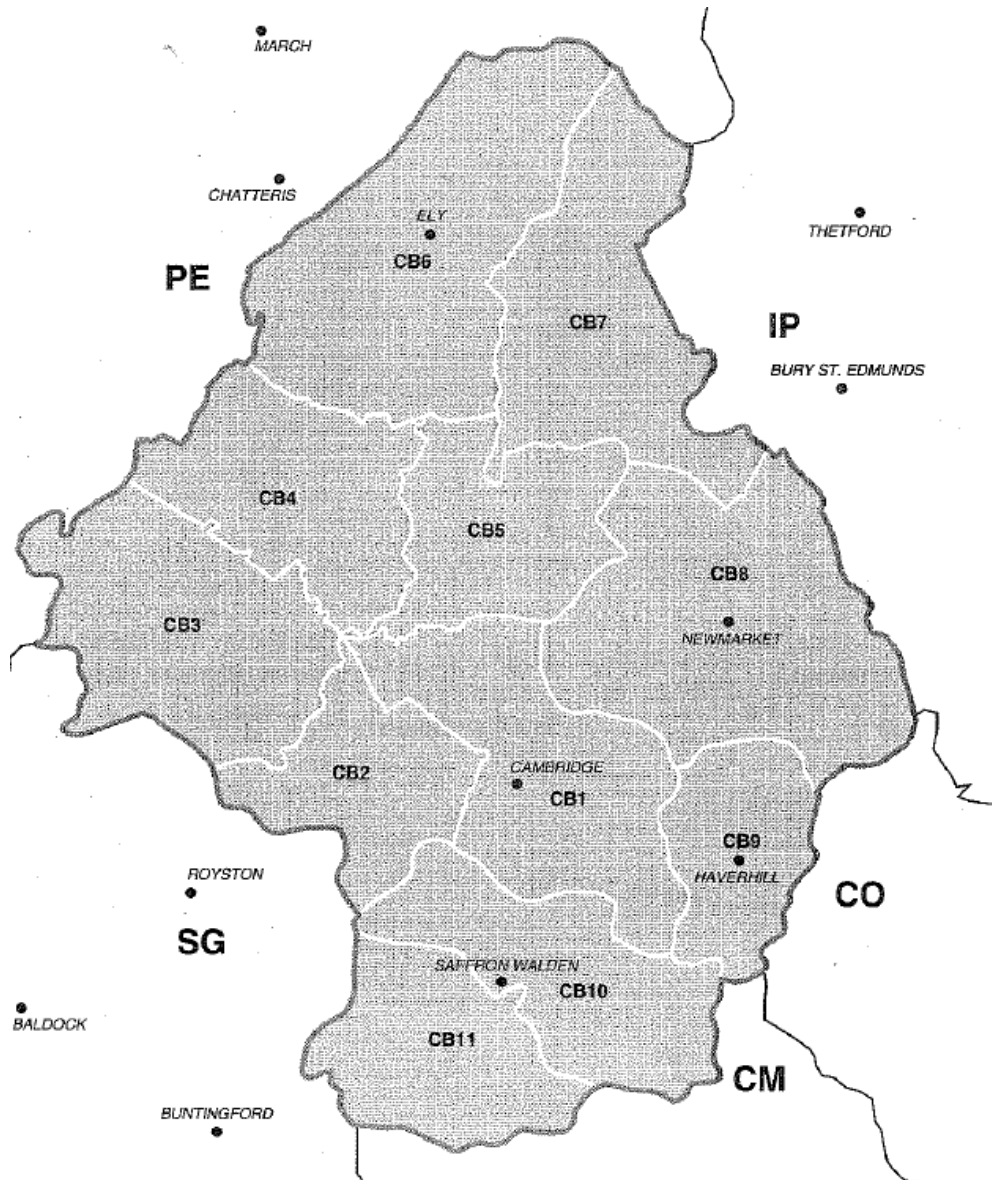 MARCH
CHATTERIS
ELY
THETFORD
CB6
PE
CB7
IP
BURY ST. EDMUNDS
CB4
CB5
CB8
CB3
NEWMARKET
CAMBRIDGE
CB2
CB1
CB9
ROYSTON
HAVERHILL
CO
SG
SAFFRON WALDEN
CB10
BALDOCK
CB11
CM
BUNTINGFORD